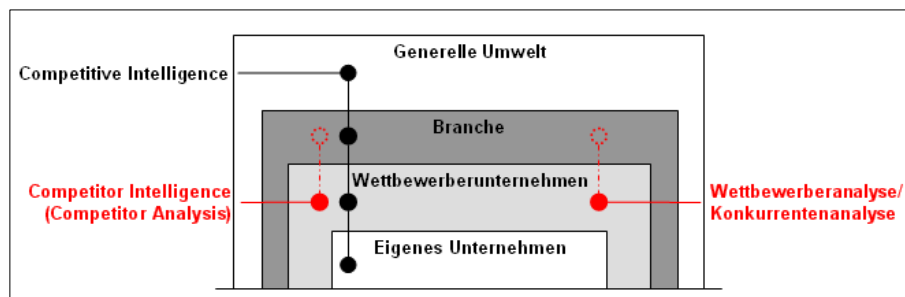 Generelle Umwelt
Competitive Intelligence
Branche
Wettbewerberunternehmen
Competitor Intelligence
(Competitor Analysis)
Wettbewerberanalyse/
Konkurrentenanalyse
Eigenes Unternehmen